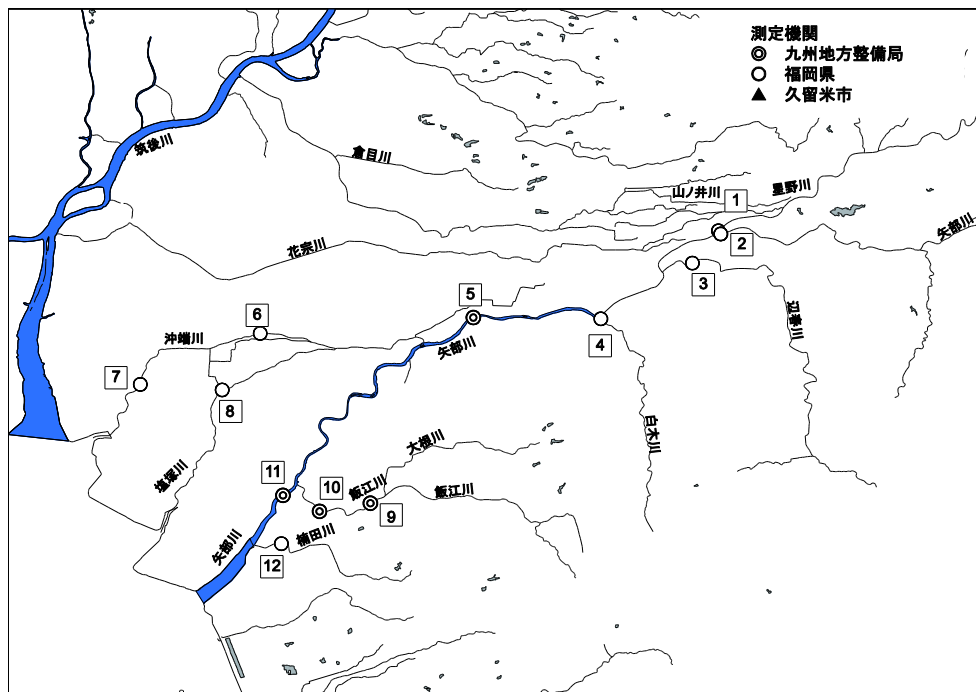 測定機関
◎ 九州地方整備局
○ 福岡県
▲ 久留米市
筑後川
倉目川
山ノ井川
星野川
1
矢部川
2
花宗川
3
辺春川
5
6
沖端川
矢部川
4
7
8
白木川
大根川
塩塚川
11
10
飯江川
飯江川
9
矢部川
楠田川
12